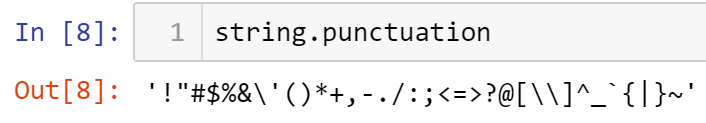 In [8]: 1 string.punctuation
Out[8]: '!"#$%&\'()*+,-./:;<=>?@[\\]^_`{|}~'